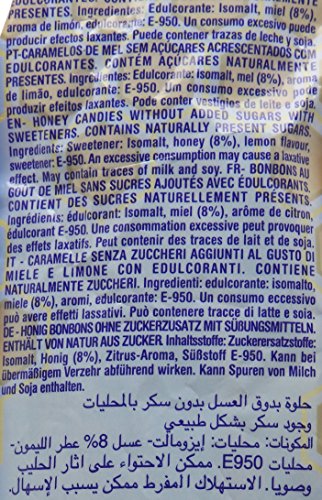 EDULCORANTES. CONTIENE AZÚCARES NATURALMENTE
PRESENTES. Ingredientes: Edulcorante: Isomalt, miel (8%),
aroma de limón, edulcorante: E-950. Un consumo excesivo puede
producir efectos laxantes. Puede contener trazas de leche y soja.
PT-CARAMELOS DE MEL SEM AÇÚCARES ACRESCENTADOS COM
EDULCORANTES. CONTÉM AÇÚCARES NATURALMENTE
PRESENTES. Ingredientes: Edulcorante: Isomalt, mel (8%), aroma
de limão, edulcorante: E-950. Um consumo excessivo pode
produzir efeitos laxantes. Pode conter vestígios de leite e soja.
EN- HONEY CANDIES WITHOUT ADDED SUGARS WITH
SWEETENERS. CONTAINS NATURALLY PRESENT SUGARS.
Ingredients: Sweetener: Isomalt, honey (8%), lemon flavour,
sweetener: E-950. An excessive consumption may cause a laxative
effect. May contain traces of milk and soy. FR- BONBONS AU
GOÛT DE MIEL SANS SUCRES AJOUTÉS AVEC ÉDULCORANTS.
CONTIENT DES SUCRES NATURELLEMENT PRÉSENTS.
Ingrédients: édulcorant: Isomalt, miel (8%), arôme de citron,
édulcorant E-950. Une consommation excessive peut provoquer
des effets laxatifs. Peut contenir des traces de lait et de soja.
IT - CARAMELLE SENZA ZUCCHERI AGGIUNTI AL GUSTO DI
MIELE E LIMONE CON EDULCORANTI. CONTIENE
NATURALMENTE ZUCCHERI. Ingredienti: edulcorante: isomalto,
miele (8%), aromi, edulcorante: E-950. Un consumo eccessivo
può avere effetti lassativi. Può contenere tracce di latte e soia.
DE - HONIG BONBONS OHNE ZUCKERZUSATZ MIT SÜßUNGSMITTELN.
ENTHÄLT VON NATUR AUS ZUCKER. Inhaltsstoffe: Zuckerersatzstoffe:
Isomalt, Honig (8%), Zitrus-Aroma, Süßstoff E-950. Kann bei
übermäßigem Verzehr abführend wirken. Kann Spuren von Milch
und Soja enthalten.
حلوة بدوق العسل بدون سكر بالمحليات
وجود سكر بشكل طبيعي
المكونات: محليات: إيزومالت- عسل 8% عطر الليمون-
محليات E950. ممكن الاحتواء على اثار الحليب
وصويا. الاستهلاك المفرط ممكن يسبب الإسهال.